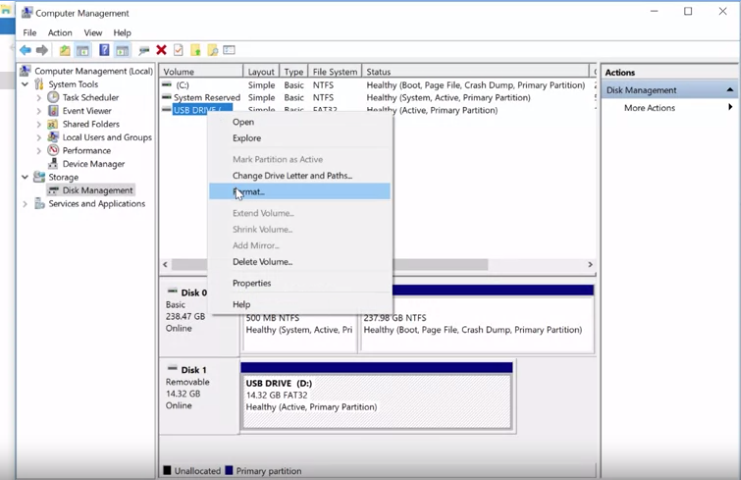 Computer Management
File Action View Help
Computer Management (Local)
System Tools
Task Scheduler
Event Viewer
Shared Folders
Local Users and Groups
Performance
Device Manager
Storage
Disk Management
Services and Applications
Volume Layout Type File System Status
(C:) Simple Basic NTFS Healthy (Boot, Page File, Crash Dump, Primary Partition)
System Reserved Simple Basic NTFS Healthy (System, Active, Primary Partition)
USB DRIVE ( Simple Basic FAT32 Healthy (Active, Primary Partition)
Open
Explore
Mark Partition as Active
Change Drive Letter and Paths...
Format...
Extend Volume...
Shrink Volume...
Add Mirror...
Delete Volume...
Properties
Help
Disk 0
Basic
238.47 GB
Online
500 MB NTFS
Healthy (System, Active, Pri
237.98 GB NTFS
Healthy (Boot, Page File, Crash Dump, Primary Partition)
Disk 1
Removable
14.32 GB
Online
USB DRIVE (D:)
14.32 GB FAT32
Healthy (Active, Primary Partition)
Unallocated Primary partition
Actions
Disk Management
More Actions